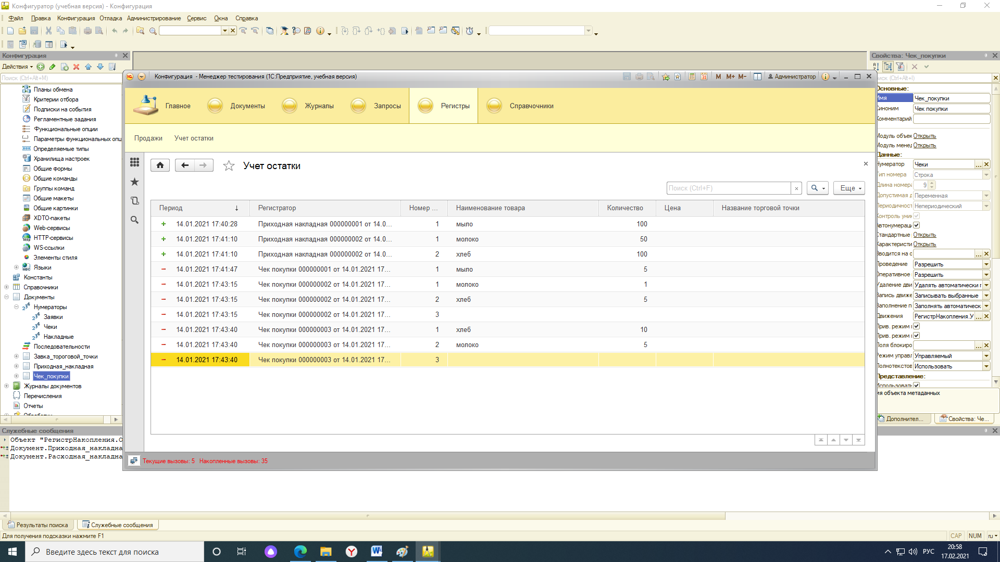 Конфигуратор (учебная версия) - Конфигурация
Файл Правка Конфигурация Отладка Администрирование Сервис Окна Справка
Конфигурация
Действия
Поиск (Ctrl+Alt+M)
Планы обмена
Критерии отбора
Подписки на события
Регламентные задания
Функциональные опции
Параметры функциональных опц
Определяемые типы
Хранилища настроек
Общие формы
Общие команды
Группы команд
Общие макеты
Общие картинки
XDTO-пакеты
Web-сервисы
HTTP-сервисы
WS-ссылки
Элементы стиля
Языки
Константы
Справочники
Документы
Нумераторы
Заявки
Чеки
Накладные
Последовательности
Завка_тороговой_точки
Приходная_накладная
Чек_покупки
Журналы документов
Перечисления
Отчеты
Конфигурация - Менеджер тестирования (1С:Предприятие, учебная версия)
M M+ M- Администратор
Главное Документы Журналы Запросы Регистры Справочники
Продажи Учет остатки
Учет остатки
Поиск (Ctrl+F) × Еще
Период ↓ Регистратор Номер ... Наименование товара Количество Цена Название торговой точки
+ 14.01.2021 17:40:28 Приходная накладная 000000001 от 14.0... 1 мыло 100
+ 14.01.2021 17:41:10 Приходная накладная 000000002 от 14.0... 1 молоко 50
+ 14.01.2021 17:41:10 Приходная накладная 000000002 от 14.0... 2 хлеб 100
− 14.01.2021 17:41:47 Чек покупки 000000001 от 14.01.2021 17... 1 мыло 5
− 14.01.2021 17:43:15 Чек покупки 000000002 от 14.01.2021 17... 1 молоко 1
− 14.01.2021 17:43:15 Чек покупки 000000002 от 14.01.2021 17... 2 хлеб 5
− 14.01.2021 17:43:15 Чек покупки 000000002 от 14.01.2021 17... 3
− 14.01.2021 17:43:40 Чек покупки 000000003 от 14.01.2021 17... 1 хлеб 10
− 14.01.2021 17:43:40 Чек покупки 000000003 от 14.01.2021 17... 2 молоко 5
− 14.01.2021 17:43:40 Чек покупки 000000003 от 14.01.2021 17... 3
Текущие вызовы: 5 Накопленные вызовы: 35
Свойства: Чек_покупки
иск (Ctrl+Alt+I)
Основные:
Имя Чек_покупки
Синоним Чек покупки
Комментарий
Модуль объек Открыть
Модуль менед Открыть
Данные:
Нумератор Чеки
Тип номера Строка
Длина номера 9
Допустимая д Переменная
Периодичност Непериодический
Контроль уни
Автонумераци
Стандартные Открыть
Характеристи Открыть
Вводится на о
Проведение Разрешить
Оперативное Разрешить
Удаление дви Удалять автоматически г
Запись движе Записывать выбранные
Заполнение п Заполнять автоматическ
Движения РегистрНакопления.У
Прив. режим
Прив. режим
Поля блокиро
Режим управл Управляемый
Полнотекстов Использовать
Представление:
Использовать
ия объекта метаданных
Дополнител... Свойства: Че...
Служебные сообщения
Объект "РегистрНакопления.О
Документ.Приходная_накладна
Документ.Расходная_накладна
Результаты поиска Служебные сообщения
Для получения подсказки нажмите F1
CAP NUM ru
Введите здесь текст для поиска
РУС
20:58
17.02.2021